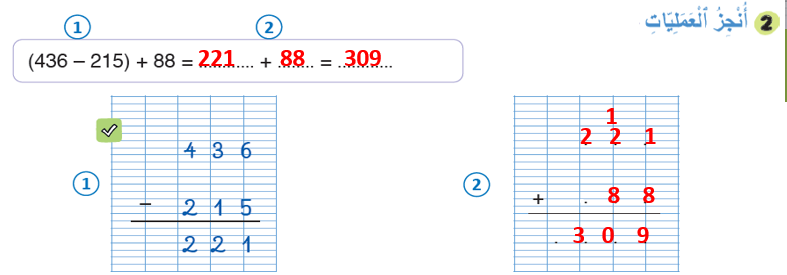 2 أُنْجِزُ ٱلْعَمَلِيَّاتِ
1 2
(436 – 215) + 88 = 221 + 88 = 309
1
4 3 6
- 2 1 5
2 2 1
2
1
2 2 1
+ 8 8
3 0 9